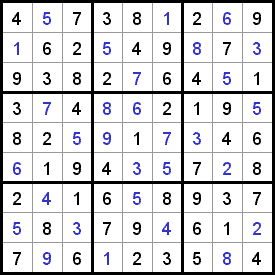 4 5 7 3 8 1 2 6 9
1 6 2 5 4 9 8 7 3
9 3 8 2 7 6 4 5 1
3 7 4 8 6 2 1 9 5
8 2 5 9 1 7 3 4 6
6 1 9 4 3 5 7 2 8
2 4 1 6 5 8 9 3 7
5 8 3 7 9 4 6 1 2
7 9 6 1 2 3 5 8 4